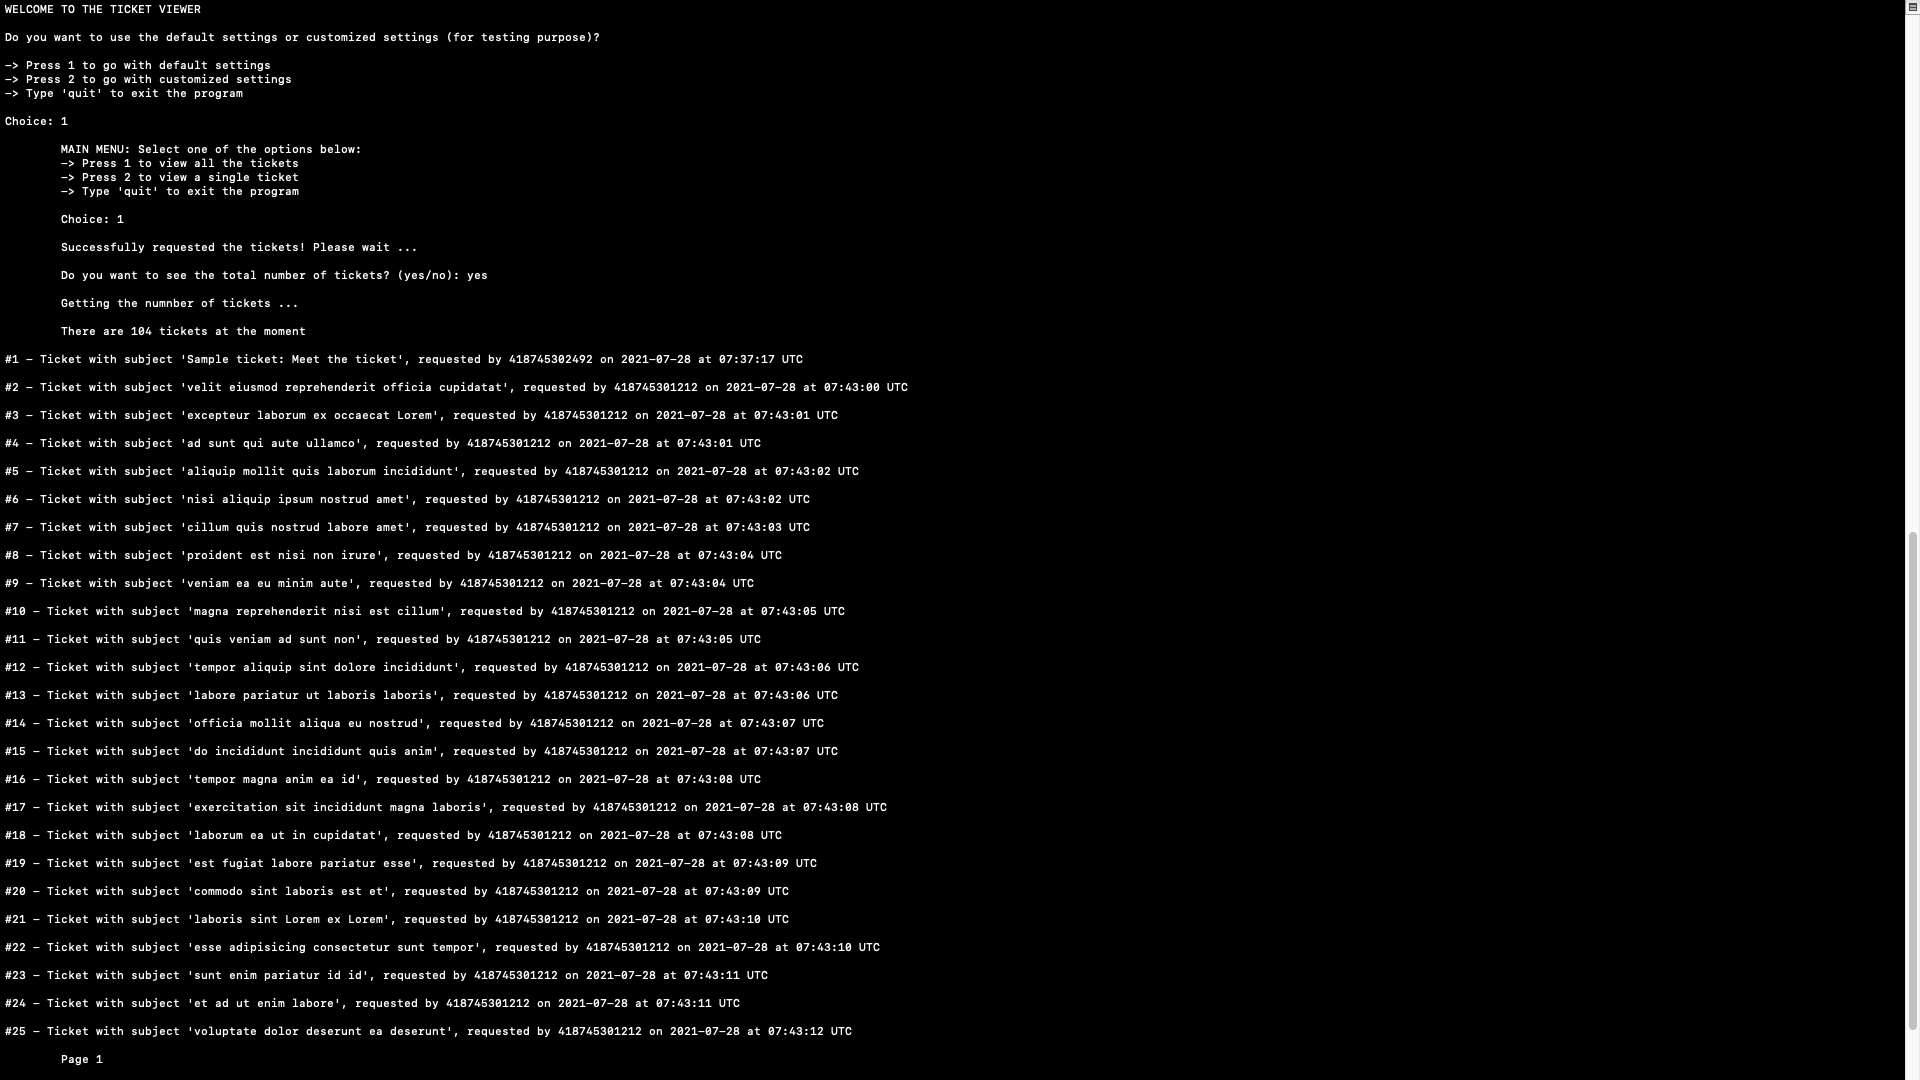 WELCOME TO THE TICKET VIEWER
Do you want to use the default settings or customized settings (for testing purpose)?
—> Press 1 to go with default settings
—> Press 2 to go with customized settings
—> Type 'quit' to exit the program
Choice: 1
MAIN MENU: Select one of the options below:
—> Press 1 to view all the tickets
—> Press 2 to view a single ticket
—> Type 'quit' to exit the program
Choice: 1
Successfully requested the tickets! Please wait ...
Do you want to see the total number of tickets? (yes/no): yes
Getting the numnber of tickets ...
There are 104 tickets at the moment
#1 - Ticket with subject 'Sample ticket: Meet the ticket', requested by 418745302492 on 2021-07-28 at 07:37:17 UTC
#2 - Ticket with subject 'velit eiusmod reprehenderit officia cupidatat', requested by 418745301212 on 2021-07-28 at 07:43:00 UTC
#3 - Ticket with subject 'excepteur laborum ex occaecat Lorem', requested by 418745301212 on 2021-07-28 at 07:43:01 UTC
#4 - Ticket with subject 'ad sunt qui aute ullamco', requested by 418745301212 on 2021-07-28 at 07:43:01 UTC
#5 - Ticket with subject 'aliquip mollit quis laborum incididunt', requested by 418745301212 on 2021-07-28 at 07:43:02 UTC
#6 - Ticket with subject 'nisi aliquip ipsum nostrud amet', requested by 418745301212 on 2021-07-28 at 07:43:02 UTC
#7 - Ticket with subject 'cillum quis nostrud labore amet', requested by 418745301212 on 2021-07-28 at 07:43:03 UTC
#8 - Ticket with subject 'proident est nisi non irure', requested by 418745301212 on 2021-07-28 at 07:43:04 UTC
#9 - Ticket with subject 'veniam ea eu minim aute', requested by 418745301212 on 2021-07-28 at 07:43:04 UTC
#10 - Ticket with subject 'magna reprehenderit nisi est cillum', requested by 418745301212 on 2021-07-28 at 07:43:05 UTC
#11 - Ticket with subject 'quis veniam ad sunt non', requested by 418745301212 on 2021-07-28 at 07:43:05 UTC
#12 - Ticket with subject 'tempor aliquip sint dolore incididunt', requested by 418745301212 on 2021-07-28 at 07:43:06 UTC
#13 - Ticket with subject 'labore pariatur ut laboris laboris', requested by 418745301212 on 2021-07-28 at 07:43:06 UTC
#14 - Ticket with subject 'officia mollit aliqua eu nostrud', requested by 418745301212 on 2021-07-28 at 07:43:07 UTC
#15 - Ticket with subject 'do incididunt incididunt quis anim', requested by 418745301212 on 2021-07-28 at 07:43:07 UTC
#16 - Ticket with subject 'tempor magna anim ea id', requested by 418745301212 on 2021-07-28 at 07:43:08 UTC
#17 - Ticket with subject 'exercitation sit incididunt magna laboris', requested by 418745301212 on 2021-07-28 at 07:43:08 UTC
#18 - Ticket with subject 'laborum ea ut in cupidatat', requested by 418745301212 on 2021-07-28 at 07:43:08 UTC
#19 - Ticket with subject 'est fugiat labore pariatur esse', requested by 418745301212 on 2021-07-28 at 07:43:09 UTC
#20 - Ticket with subject 'commodo sint laboris est et', requested by 418745301212 on 2021-07-28 at 07:43:09 UTC
#21 - Ticket with subject 'laboris sint Lorem ex Lorem', requested by 418745301212 on 2021-07-28 at 07:43:10 UTC
#22 - Ticket with subject 'esse adipisicing consectetur sunt tempor', requested by 418745301212 on 2021-07-28 at 07:43:10 UTC
#23 - Ticket with subject 'sunt enim pariatur id id', requested by 418745301212 on 2021-07-28 at 07:43:11 UTC
#24 - Ticket with subject 'et ad ut enim labore', requested by 418745301212 on 2021-07-28 at 07:43:11 UTC
#25 - Ticket with subject 'voluptate dolor deserunt ea deserunt', requested by 418745301212 on 2021-07-28 at 07:43:12 UTC
Page 1